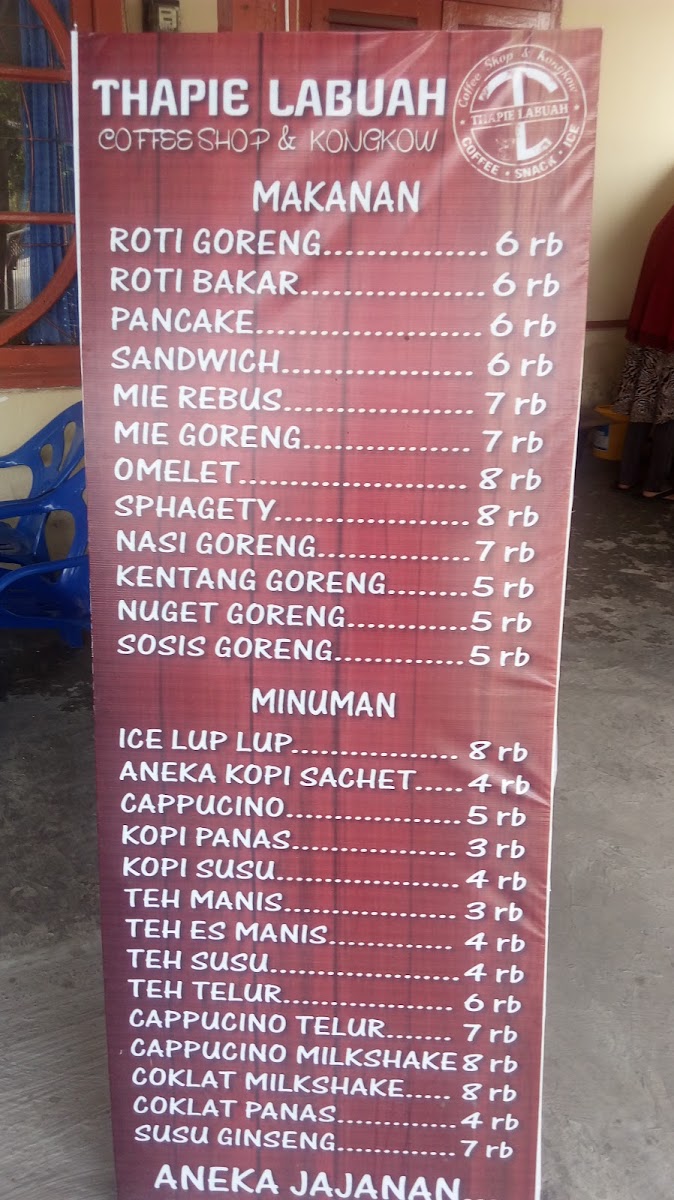 THAPIE LABUAH
COFFEE SHOP & KONGKOW
Coffee Shop & Kongkow
THAPIE LABUAH
COFFEE • SNACK • ICE
MAKANAN
ROTI GORENG................ 6 rb
ROTI BAKAR.................. 6 rb
PANCAKE...................... 6 rb
SANDWICH................... 6 rb
MIE REBUS................... 7 rb
MIE GORENG................. 7 rb
OMELET....................... 8 rb
SPHAGETY....................8 rb
NASI GORENG................7 rb
KENTANG GORENG.........5 rb
NUGET GORENG.............5 rb
SOSIS GORENG..............5 rb
MINUMAN
ICE LUP LUP.................. 8 rb
ANEKA KOPI SACHET.....4 rb
CAPPUCINO....................5 rb
KOPI PANAS................... 3 rb
KOPI SUSU..................... 4 rb
TEH MANIS.................... 3 rb
TEH ES MANIS.............. 4 rb
TEH SUSU......................4 rb
TEH TELUR.................... 6 rb
CAPPUCINO TELUR....... 7 rb
CAPPUCINO MILKSHAKE 8 rb
COKLAT MILKSHAKE..... 8 rb
COKLAT PANAS.............. 4 rb
SUSU GINSENG..............7 rb
ANEKA JAJANAN...